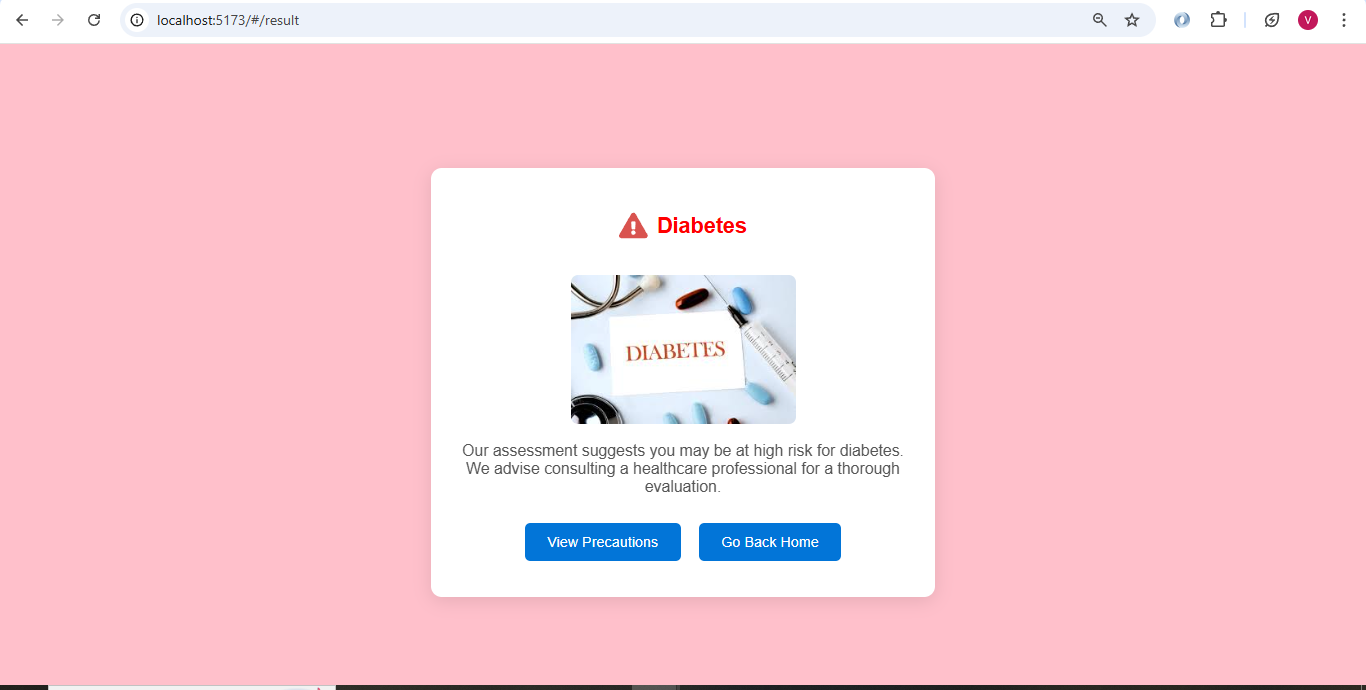 localhost:5173/#/result
V
Diabetes
DIABETES
Our assessment suggests you may be at high risk for diabetes.
We advise consulting a healthcare professional for a thorough
evaluation.
View Precautions
Go Back Home